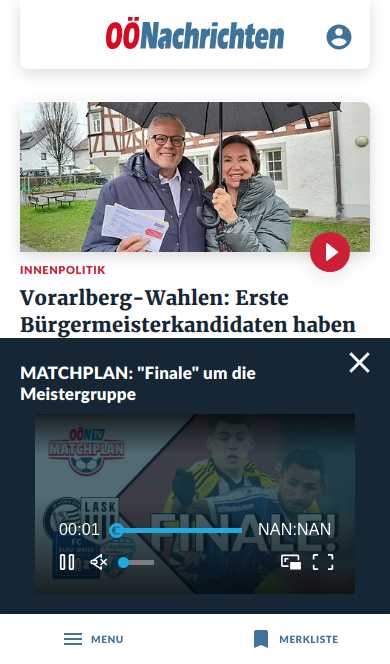 OÖNachrichten
INNENPOLITIK
Vorarlberg-Wahlen: Erste
Bürgermeisterkandidaten haben
MATCHPLAN: "Finale" um die
Meistergruppe
OÖN TV
MATCHPLAN
LASK
FC
FINALE!
00:01
NAN:NAN
MENU
MERKLISTE